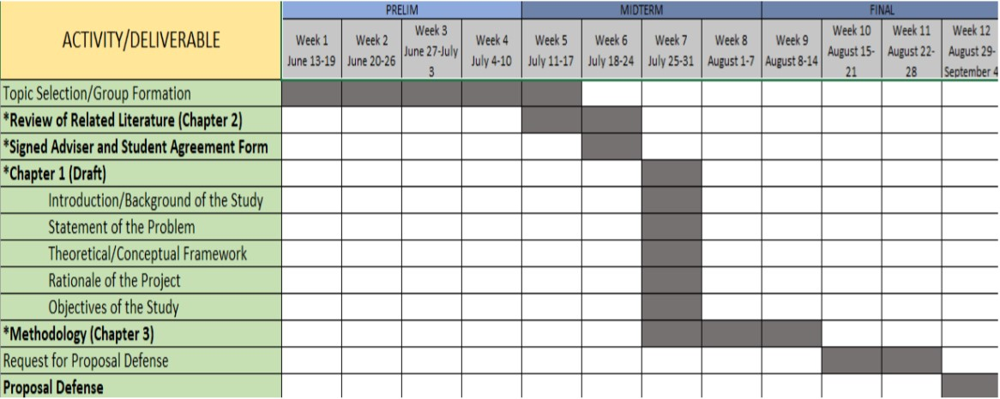 PRELIM MIDTERM FINAL
ACTIVITY/DELIVERABLE
Week 1
June 13-19
Week 2
June 20-26
Week 3
June 27-July
3
Week 4
July 4-10
Week 5
July 11-17
Week 6
July 18-24
Week 7
July 25-31
Week 8
August 1-7
Week 9
August 8-14
Week 10
August 15-
21
Week 11
August 22-
28
Week 12
August 29-
September 4
Topic Selection/Group Formation
*Review of Related Literature (Chapter 2)
*Signed Adviser and Student Agreement Form
*Chapter 1 (Draft)
Introduction/Background of the Study
Statement of the Problem
Theoretical/Conceptual Framework
Rationale of the Project
Objectives of the Study
*Methodology (Chapter 3)
Request for Proposal Defense
Proposal Defense